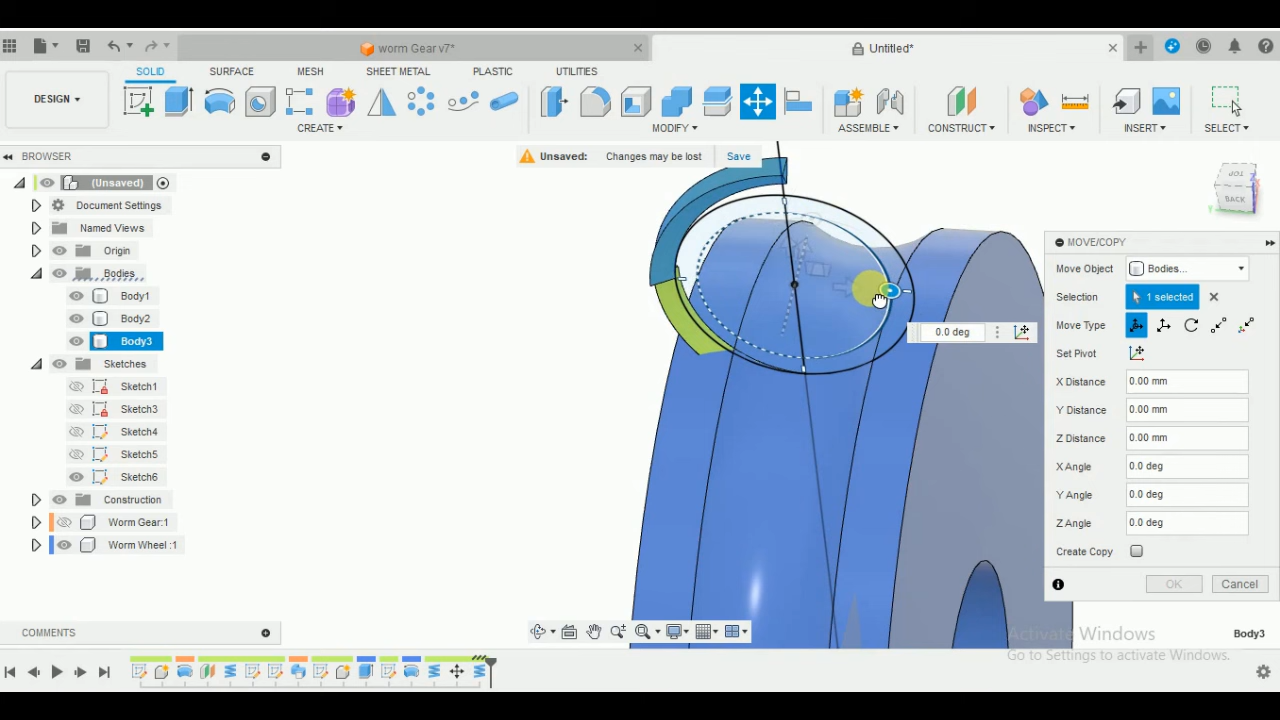 worm Gear v7*
Untitled*
SOLID SURFACE MESH SHEET METAL PLASTIC UTILITIES
DESIGN
CREATE MODIFY ASSEMBLE CONSTRUCT INSPECT INSERT SELECT
BROWSER
Unsaved: Changes may be lost Save
(Unsaved)
Document Settings
Named Views
Origin
Bodies
Body1
Body2
Body3
Sketches
Sketch1
Sketch3
Sketch4
Sketch5
Sketch6
Construction
Worm Gear:1
Worm Wheel :1
TOP
BACK
Z
Y
0.0 deg
MOVE/COPY
Move Object Bodies...
Selection 1 selected
Move Type
Set Pivot
X Distance 0.00 mm
Y Distance 0.00 mm
Z Distance 0.00 mm
X Angle 0.0 deg
Y Angle 0.0 deg
Z Angle 0.0 deg
Create Copy
OK Cancel
COMMENTS
Activate Windows
Go to Settings to activate Windows.
Body3